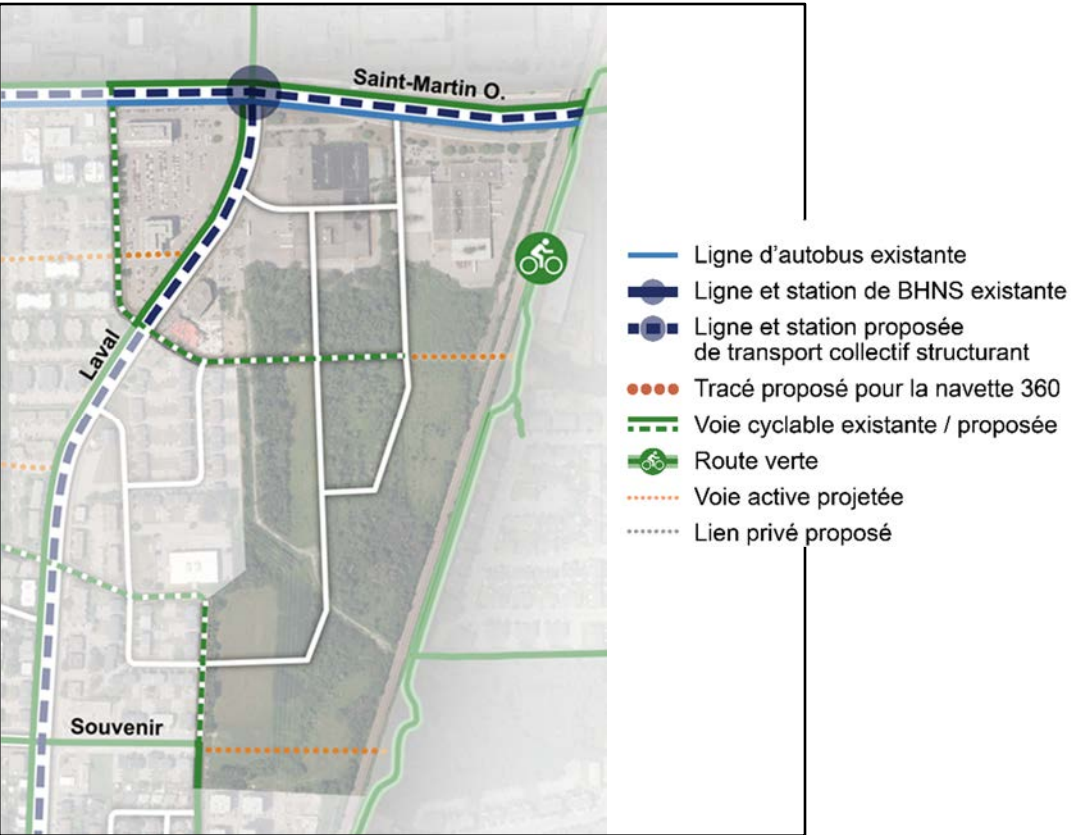 Saint-Martin O.
Laval
Souvenir
Ligne d'autobus existante
Ligne et station de BHNS existante
Ligne et station proposée
de transport collectif structurant
Tracé proposé pour la navette 360
Voie cyclable existante / proposée
Route verte
Voie active projetée
Lien privé proposé